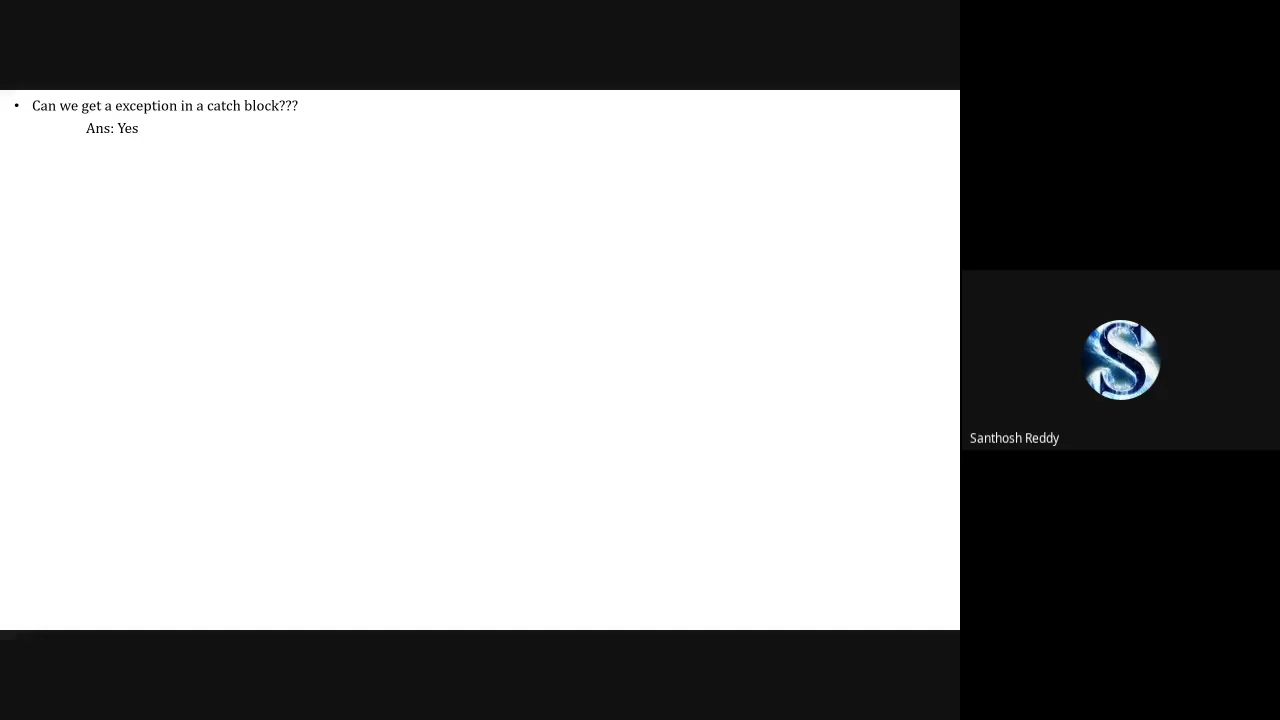 • Can we get a exception in a catch block???
Ans: Yes
Santhosh Reddy